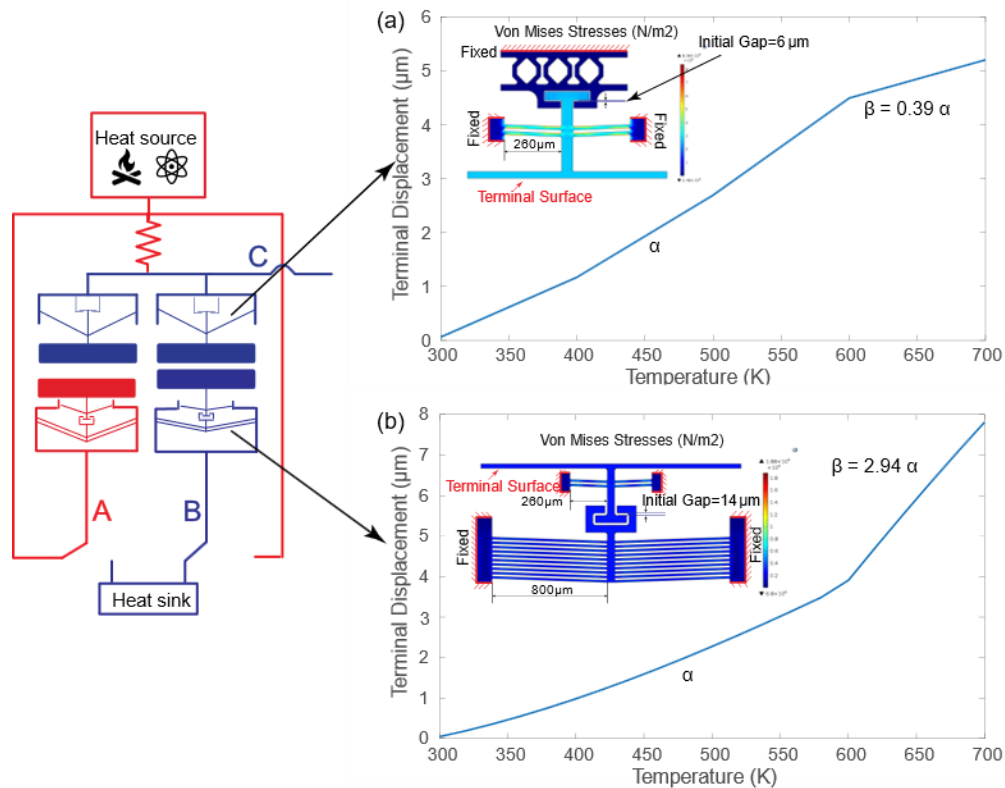 Heat source
C
A
B
Heat sink
(a)
Terminal Displacement (µm)
6
5
4
3
2
1
0
Von Mises Stresses (N/m2)
Initial Gap=6 µm
Fixed
Fixed
Fixed
260µm
Terminal Surface
α
β = 0.39 α
300 350 400 450 500 550 600 650 700
Temperature (K)
(b)
Terminal Displacement (µm)
8
7
6
5
4
3
2
1
0
Von Mises Stresses (N/m2)
Terminal Surface
260µm
Initial Gap=14 µm
Fixed
Fixed
800µm
α
β = 2.94 α
300 350 400 450 500 550 600 650 700
Temperature (K)